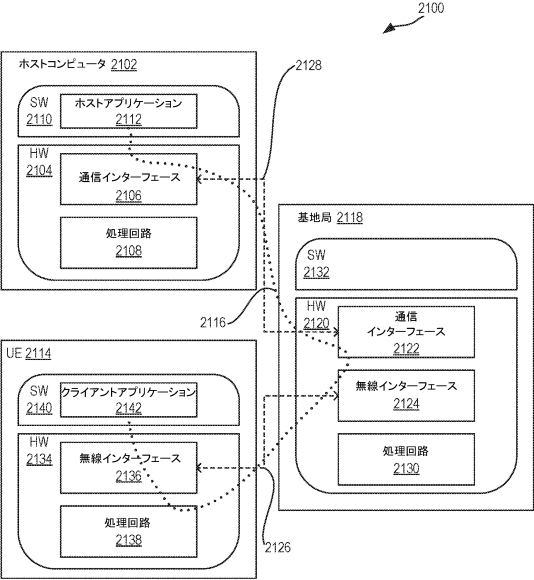 2100
ホストコンピュータ 2102
SW
2110
ホストアプリケーション
2112
HW
2104
通信インターフェース
2106
処理回路
2108
2128
基地局 2118
SW
2132
HW
2120
通信
インターフェース
2122
無線インターフェース
2124
処理回路
2130
2116
UE 2114
SW
2140
クライアントアプリケーション
2142
HW
2134
無線インターフェース
2136
処理回路
2138
2126